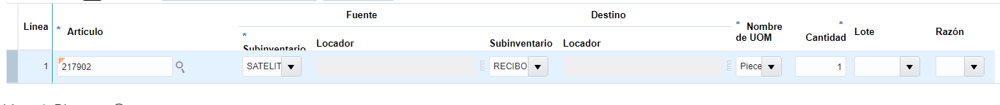 Fuente Destino
Línea * Artículo * Subinventario Locador Subinventario Locador * Nombre de UOM * Cantidad Lote Razón
1 217902 SATELIT RECIBO Piece 1